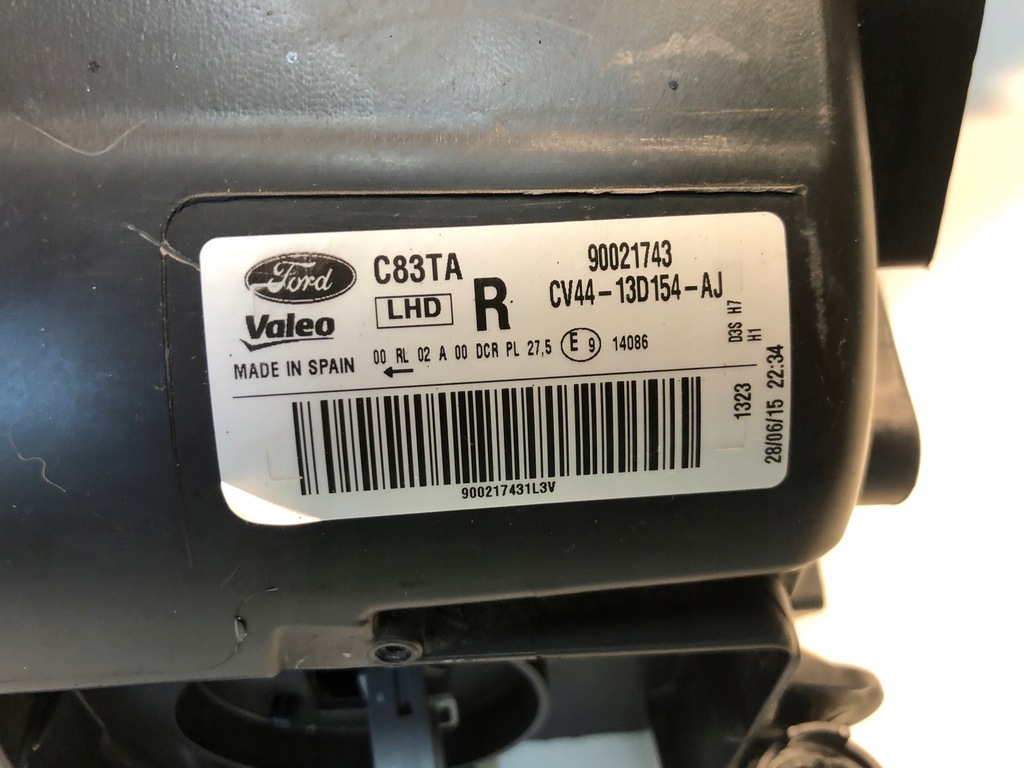 Ford
C83TA
90021743
LHD
R
CV44-13D154-AJ
Valeo
MADE IN SPAIN
00 RL 02 A 00 DCR PL 27,5 E 9 14086
D3S H7
H1
1323
28/06/15 22:34
900217431L3V